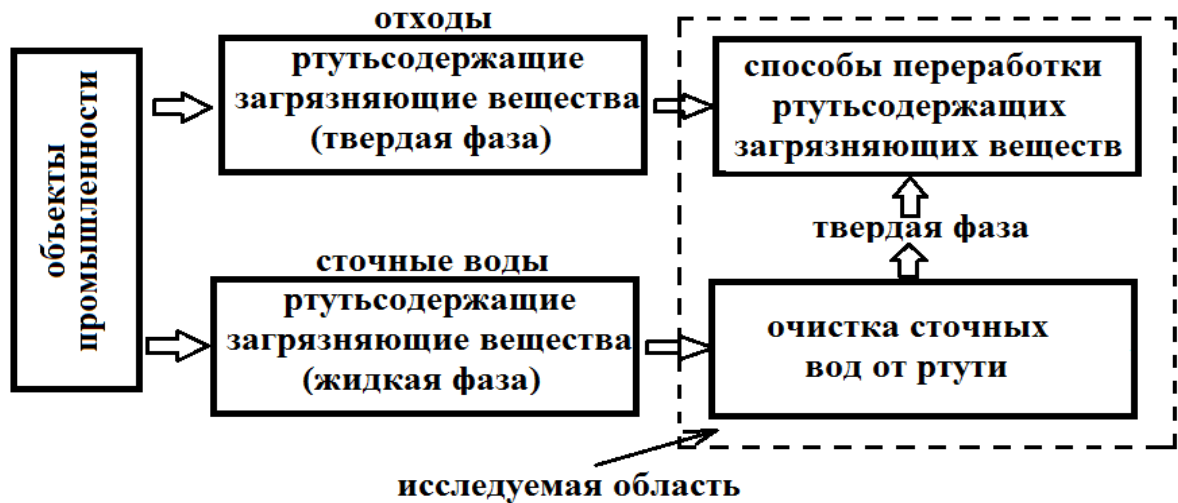 объекты
промышленности
отходы
ртутьсодержащие
загрязняющие вещества
(твердая фаза)
сточные воды
ртутьсодержащие
загрязняющие вещества
(жидкая фаза)
способы переработки
ртутьсодержащих
загрязняющих веществ
твердая фаза
очистка сточных
вод от ртути
исследуемая область